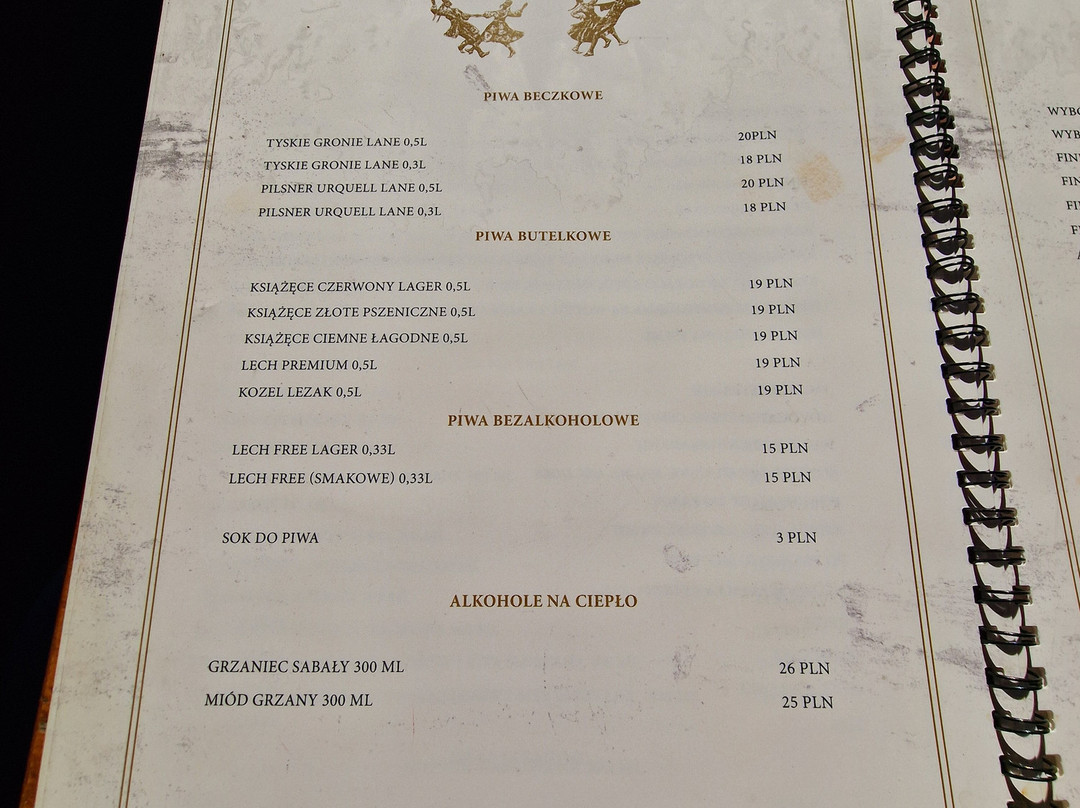 PIWA BECZKOWE
TYSKIE GRONIE LANE 0,5L 20PLN
TYSKIE GRONIE LANE 0,3L 18 PLN
PILSNER URQUELL LANE 0,5L 20 PLN
PILSNER URQUELL LANE 0,3L 18 PLN
PIWA BUTELKOWE
KSIĄŻĘCE CZERWONY LAGER 0,5L 19 PLN
KSIĄŻĘCE ZŁOTE PSZENICZNE 0,5L 19 PLN
KSIĄŻĘCE CIEMNE ŁAGODNE 0,5L 19 PLN
LECH PREMIUM 0,5L 19 PLN
KOZEL LEZAK 0,5L 19 PLN
PIWA BEZALKOHOLOWE
LECH FREE LAGER 0,33L 15 PLN
LECH FREE (SMAKOWE) 0,33L 15 PLN
SOK DO PIWA 3 PLN
ALKOHOLE NA CIEPŁO
GRZANIEC SABAŁY 300 ML 26 PLN
MIÓD GRZANY 300 ML 25 PLN